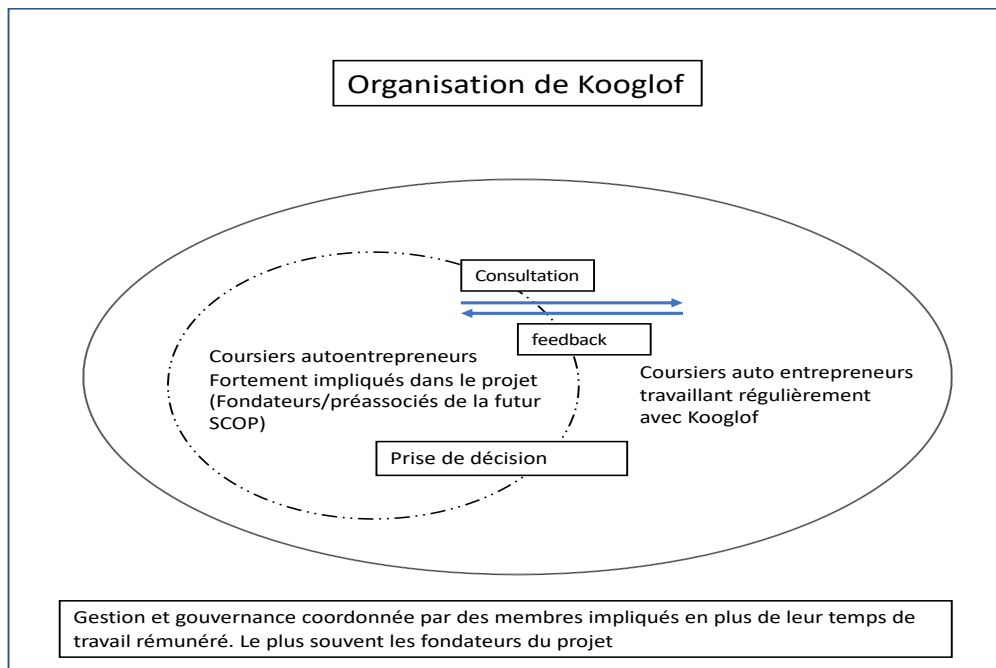 Organisation de Kooglof
Consultation
feedback
Coursiers autoentrepreneurs
Fortement impliqués dans le projet
(Fondateurs/préassociés de la futur
SCOP)
Coursiers auto entrepreneurs
travaillant régulièrement
avec Kooglof
Prise de décision
Gestion et gouvernance coordonnée par des membres impliqués en plus de leur temps de
travail rémunéré. Le plus souvent les fondateurs du projet